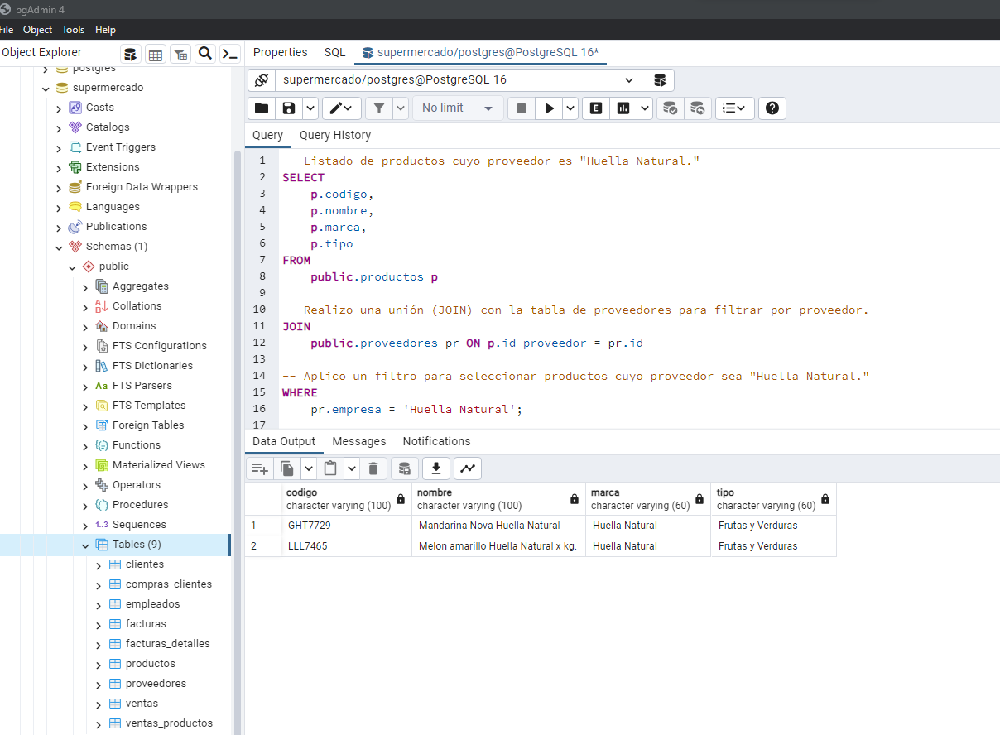 pgAdmin 4
File Object Tools Help
Object Explorer
postgres
supermercado
Casts
Catalogs
Event Triggers
Extensions
Foreign Data Wrappers
Languages
Publications
Schemas (1)
public
Aggregates
Collations
Domains
FTS Configurations
FTS Dictionaries
FTS Parsers
FTS Templates
Foreign Tables
Functions
Materialized Views
Operators
Procedures
Sequences
Tables (9)
clientes
compras_clientes
empleados
facturas
facturas_detalles
productos
proveedores
ventas
ventas_productos
Properties SQL supermercado/postgres@PostgreSQL 16*
supermercado/postgres@PostgreSQL 16
No limit
Query Query History
1 -- Listado de productos cuyo proveedor es "Huella Natural."
2 SELECT
3 p.codigo,
4 p.nombre,
5 p.marca,
6 p.tipo
7 FROM
8 public.productos p
9
10 -- Realizo una unión (JOIN) con la tabla de proveedores para filtrar por proveedor.
11 JOIN
12 public.proveedores pr ON p.id_proveedor = pr.id
13
14 -- Aplico un filtro para seleccionar productos cuyo proveedor sea "Huella Natural."
15 WHERE
16 pr.empresa = 'Huella Natural';
17
Data Output Messages Notifications
codigo nombre marca tipo
character varying (100) character varying (100) character varying (60) character varying (60)
1 GHT7729 Mandarina Nova Huella Natural Huella Natural Frutas y Verduras
2 LLL7465 Melon amarillo Huella Natural x kg. Huella Natural Frutas y Verduras